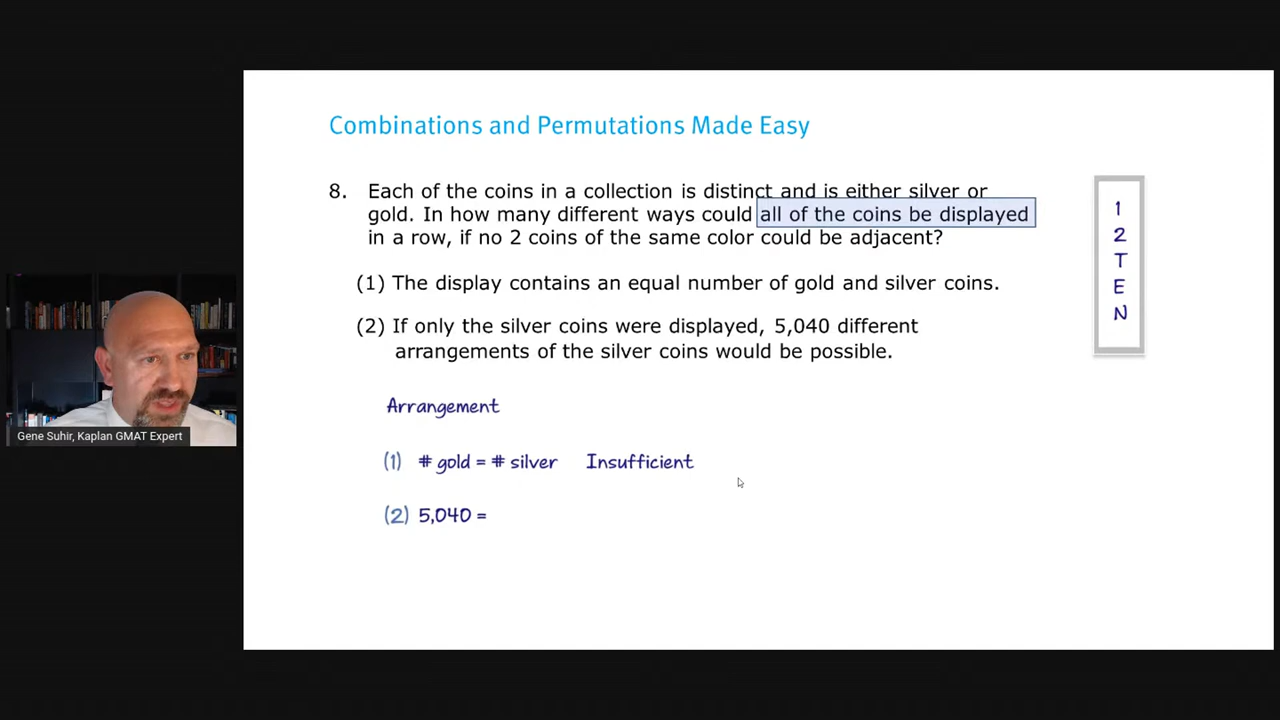 Combinations and Permutations Made Easy
8. Each of the coins in a collection is distinct and is either silver or
gold. In how many different ways could all of the coins be displayed
in a row, if no 2 coins of the same color could be adjacent?
(1) The display contains an equal number of gold and silver coins.
(2) If only the silver coins were displayed, 5,040 different
arrangements of the silver coins would be possible.
Arrangement
(1) # gold = # silver Insufficient
(2) 5,040 =
1
2
T
E
N
Gene Suhir, Kaplan GMAT Expert